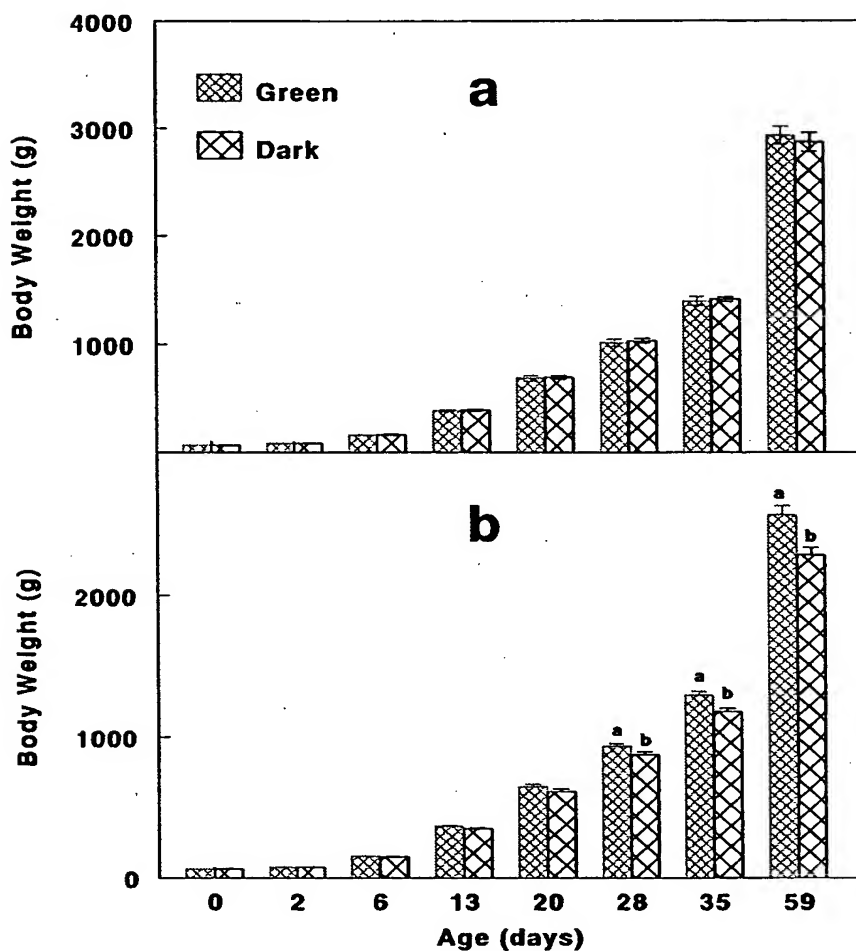 4000
3000
2000
1000
Body Weight (g)
Green
Dark
a
2000
1000
0
Body Weight (g)
b
a
b
a
b
a
b
0 2 6 13 20 28 35 59
Age (days)